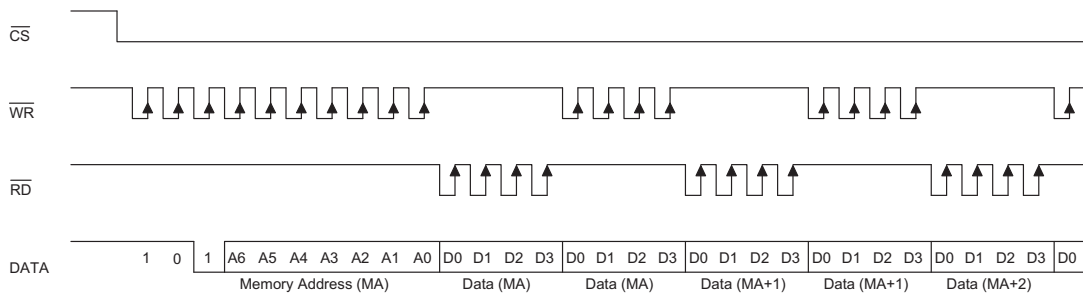 CS
WR
RD
DATA 1 0 1 A6 A5 A4 A3 A2 A1 A0 D0 D1 D2 D3 D0 D1 D2 D3 D0 D1 D2 D3 D0 D1 D2 D3 D0 D1 D2 D3 D0
Memory Address (MA) Data (MA) Data (MA) Data (MA+1) Data (MA+1) Data (MA+2)